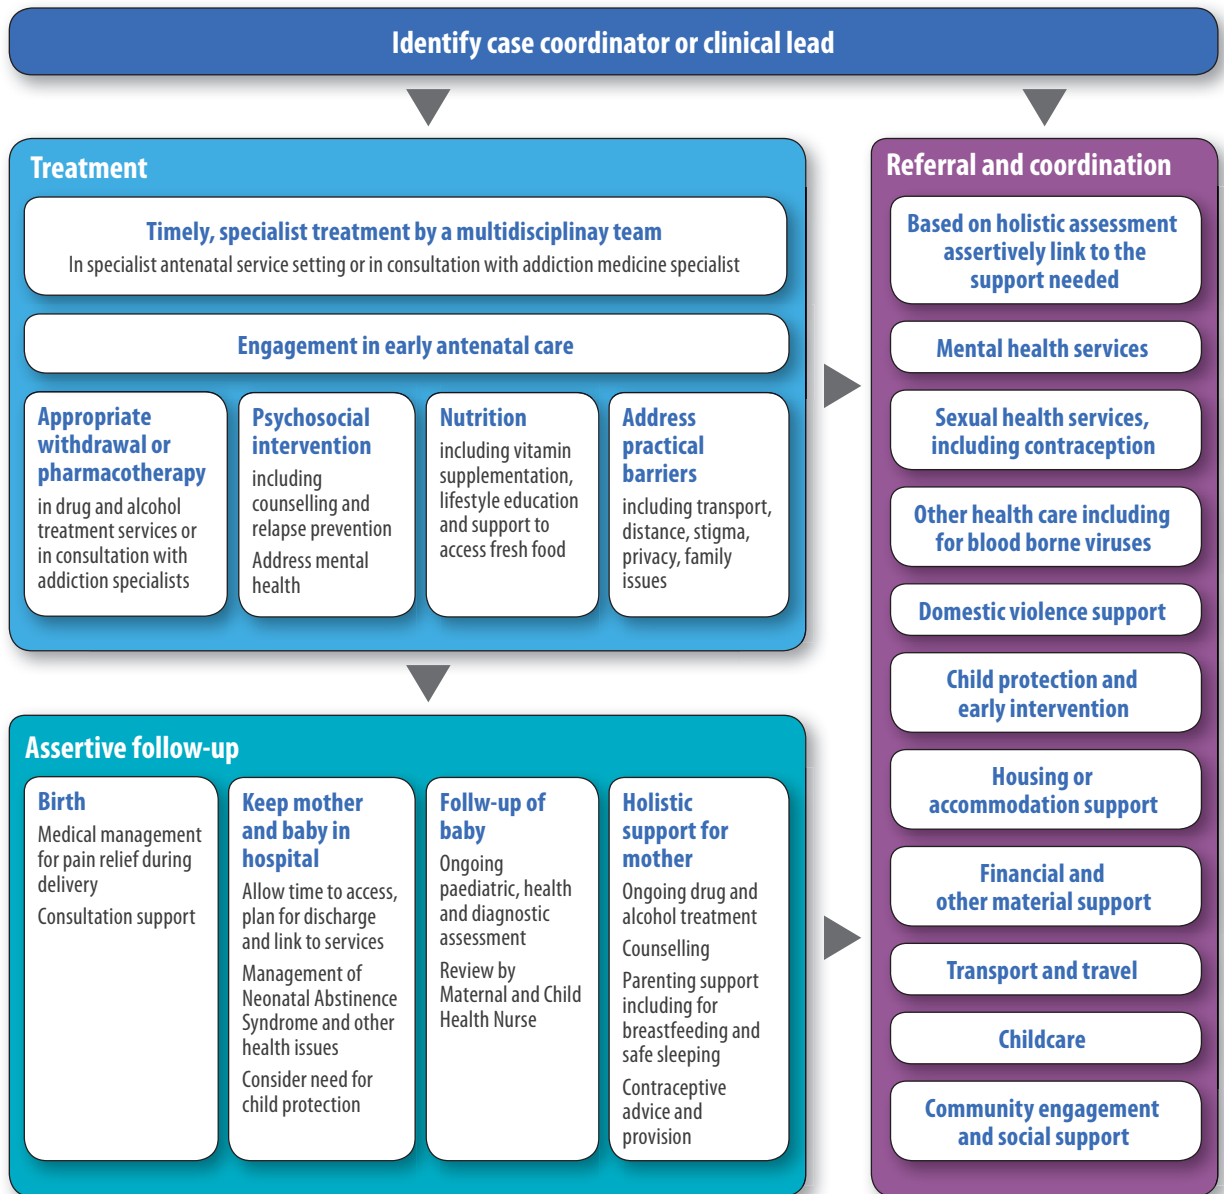 Identify case coordinator or clinical lead
Treatment
Timely, specialist treatment by a multidisciplinay team
In specialist antenatal service setting or in consultation with addiction medicine specialist
Engagement in early antenatal care
Appropriate
withdrawal or
pharmacotherapy
in drug and alcohol
treatment services or
in consultation with
addiction specialists
Psychosocial
intervention
including
counselling and
relapse prevention
Address mental
health
Nutrition
including vitamin
supplementation,
lifestyle education
and support to
access fresh food
Address
practical
barriers
including transport,
distance, stigma,
privacy, family
issues
Assertive follow-up
Birth
Medical management
for pain relief during
delivery
Consultation support
Keep mother
and baby in
hospital
Allow time to access,
plan for discharge
and link to services
Management of
Neonatal Abstinence
Syndrome and other
health issues
Consider need for
child protection
Follw-up of
baby
Ongoing
paediatric, health
and diagnostic
assessment
Review by
Maternal and Child
Health Nurse
Holistic
support for
mother
Ongoing drug and
alcohol treatment
Counselling
Parenting support
including for
breastfeeding and
safe sleeping
Contraceptive
advice and
provision
Referral and coordination
Based on holistic assessment
assertively link to the
support needed
Mental health services
Sexual health services,
including contraception
Other health care including
for blood borne viruses
Domestic violence support
Child protection and
early intervention
Housing or
accommodation support
Financial and
other material support
Transport and travel
Childcare
Community engagement
and social support